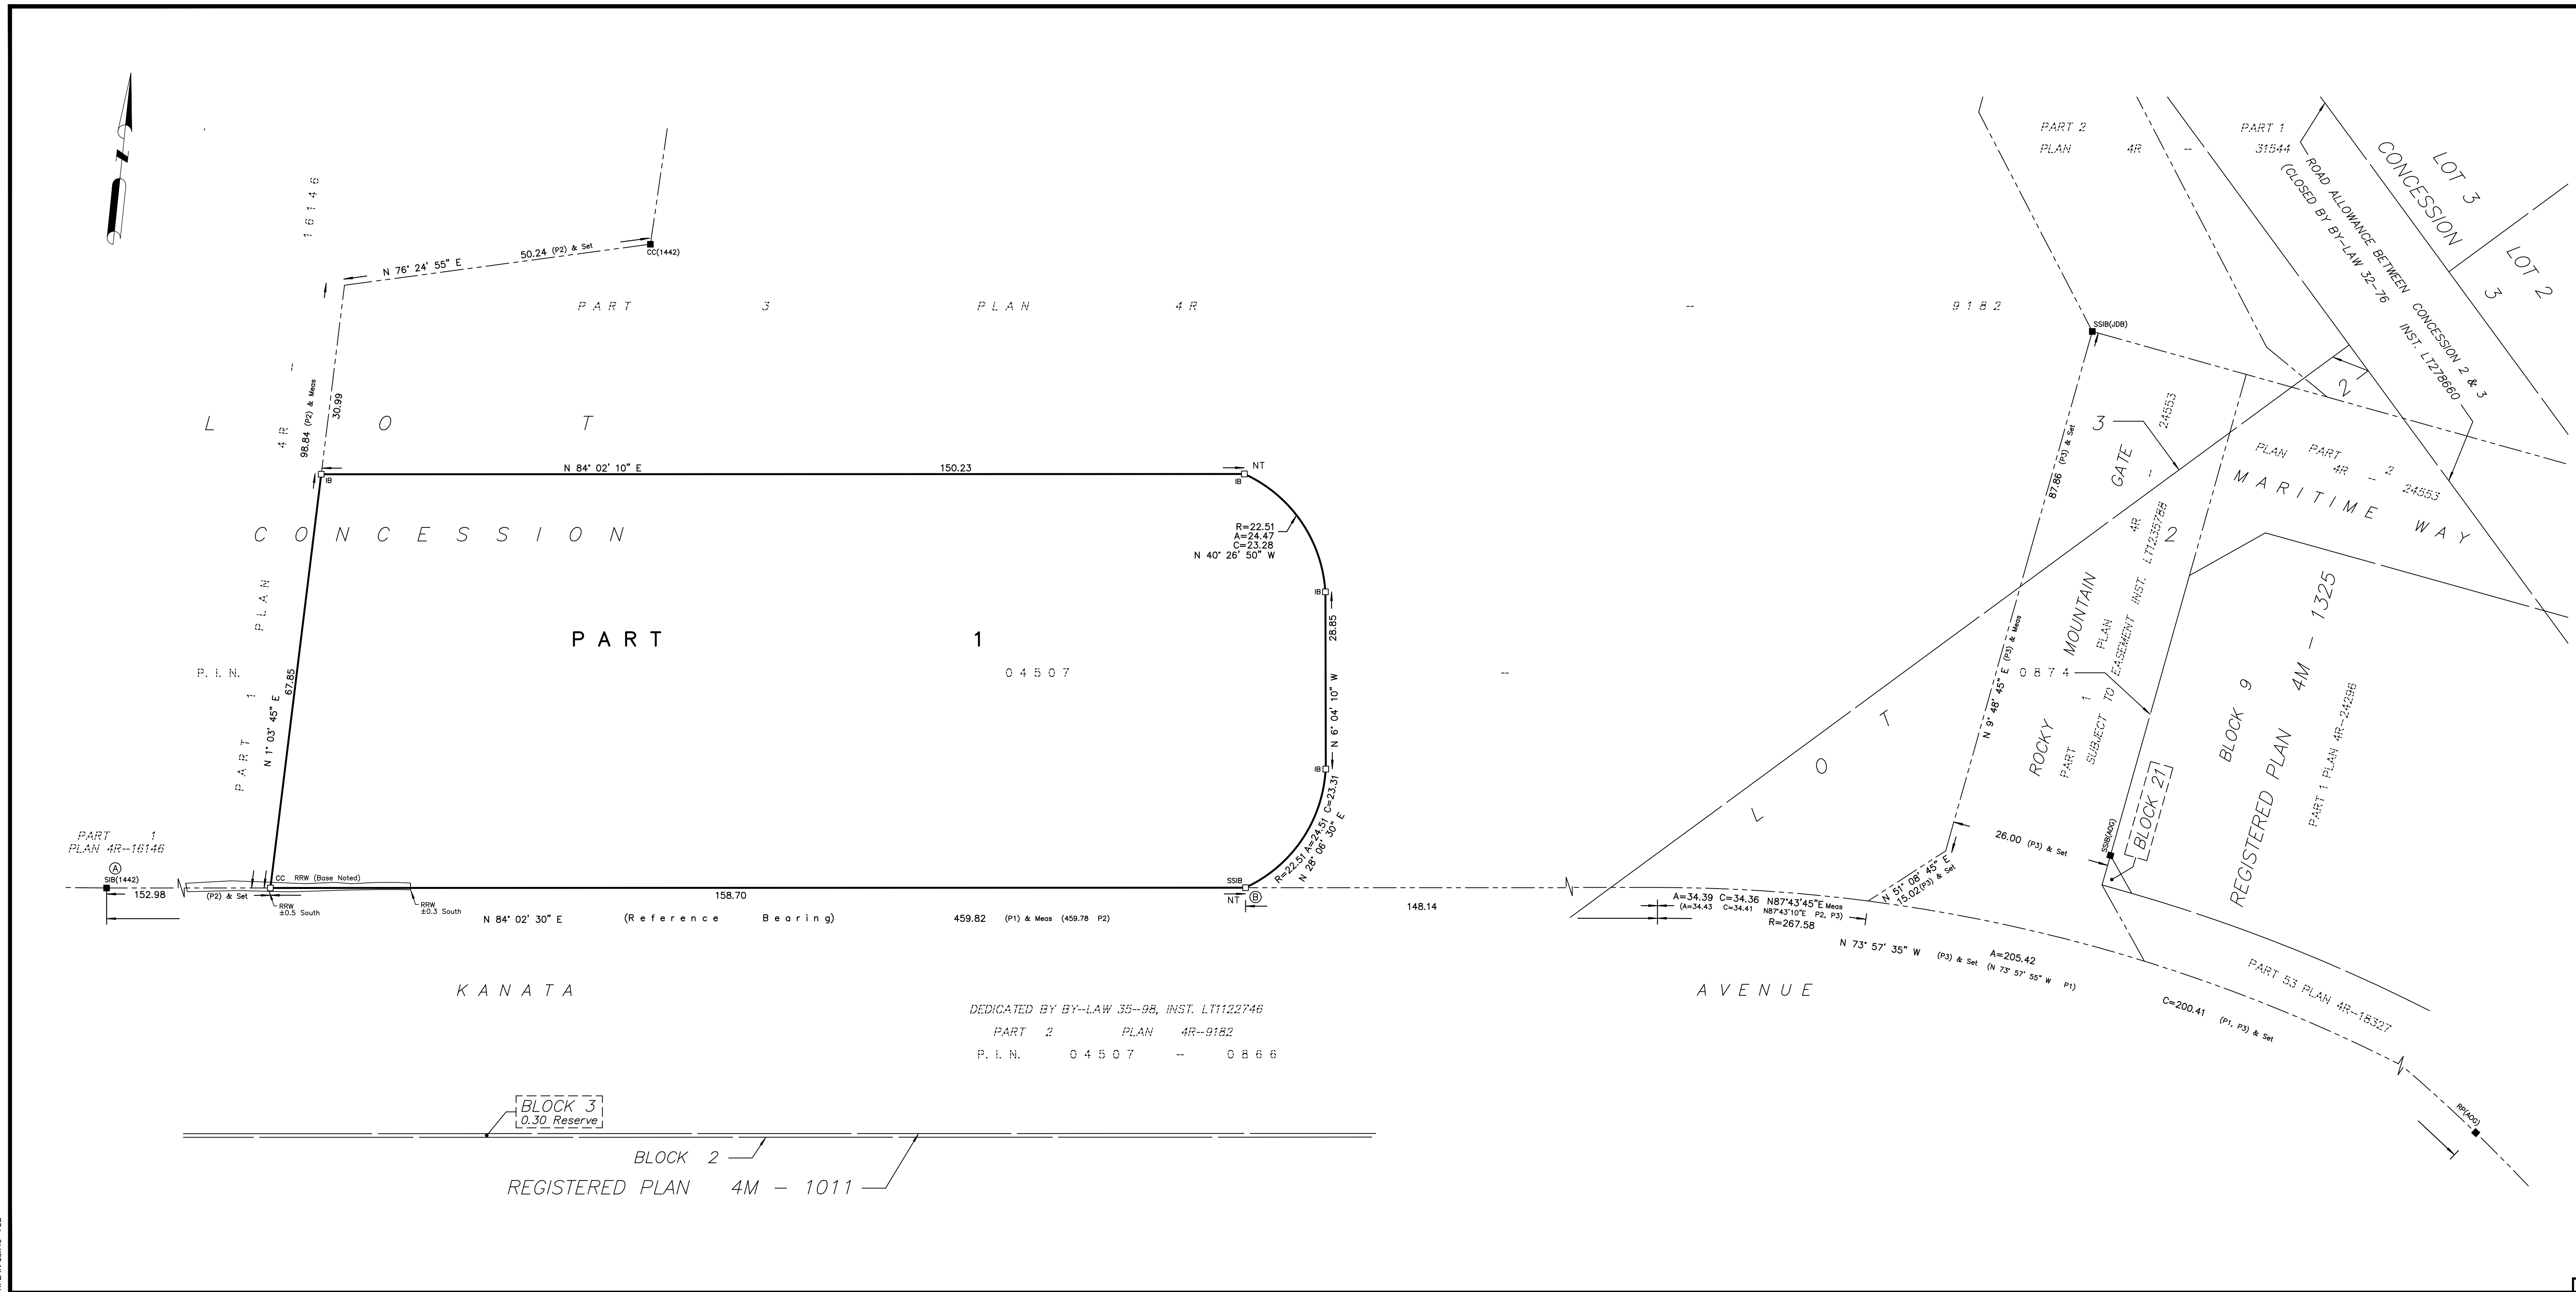 N
16146
4R —
PLAN
PART 1
98.84 (P2) & Meas
30.99
N 76° 24' 55" E
50.24 (P2) & Set
CC(1442)
PART 3 PLAN 4R -- 9182
LOT
CONCESSION
N 84° 02' 10" E
150.23
NT
IB
IB
R=22.51
A=24.47
C=23.28
N 40° 26' 50" W
IB
28.85
N 6° 04' 10" W
IB
R=22.51 A=24.51 C=23.31
N 28° 06' 30" E
PART 1
P.I.N. 04507 -- 0874
67.85
N 1° 03' 45" E
PART 1
PLAN 4R--16146
A
SIB(1442)
152.98
(P2) & Set
CC RRW (Base Noted)
RRW
±0.5 South
RRW
±0.3 South
158.70
SSIB
NT
B
148.14
N 84° 02' 30" E (Reference Bearing) 459.82 (P1) & Meas (459.78 P2)
KANATA AVENUE
DEDICATED BY BY--LAW 35--98, INST. LT1122746
PART 2 PLAN 4R--9182
P.I.N. 04507 -- 0866
BLOCK 3
0.30 Reserve
BLOCK 2
REGISTERED PLAN 4M — 1011
PART 2
PLAN 4R -- 31544
PART 1
LOT 3
CONCESSION 3
LOT 2
ROAD ALLOWANCE BETWEEN CONCESSION 2 & 3
(CLOSED BY BY-LAW 32-76 INST. LT278660
SSIB(JDB)
LOT 2
3
2
87.86 (P3) & Set
N 9° 48' 45" E (P3) & Meas
ROCKY MOUNTAIN GATE
PART 1 PLAN 4R — 24553
SUBJECT TO EASEMENT INST. LT1235788
PLAN PART 2
4R -- 24553
MARITIME WAY
BLOCK 9
REGISTERED PLAN 4M — 1325
PART 1 PLAN 4R--24296
BLOCK 21
SSIB(AOG)
26.00 (P3) & Set
N 51° 08' 45" E
15.02 (P3) & Set
A=34.39 C=34.36 N87°43'45"E Meas
(A=34.43 C=34.41 N87°43'10"E P2, P3)
R=267.58
N 73° 57' 35" W (P3) & Set
(N 73° 57' 55" W P1)
A=205.42
C=200.41 (P1, P3) & Set
PART 53 PLAN 4R--18327
RP(AOG)